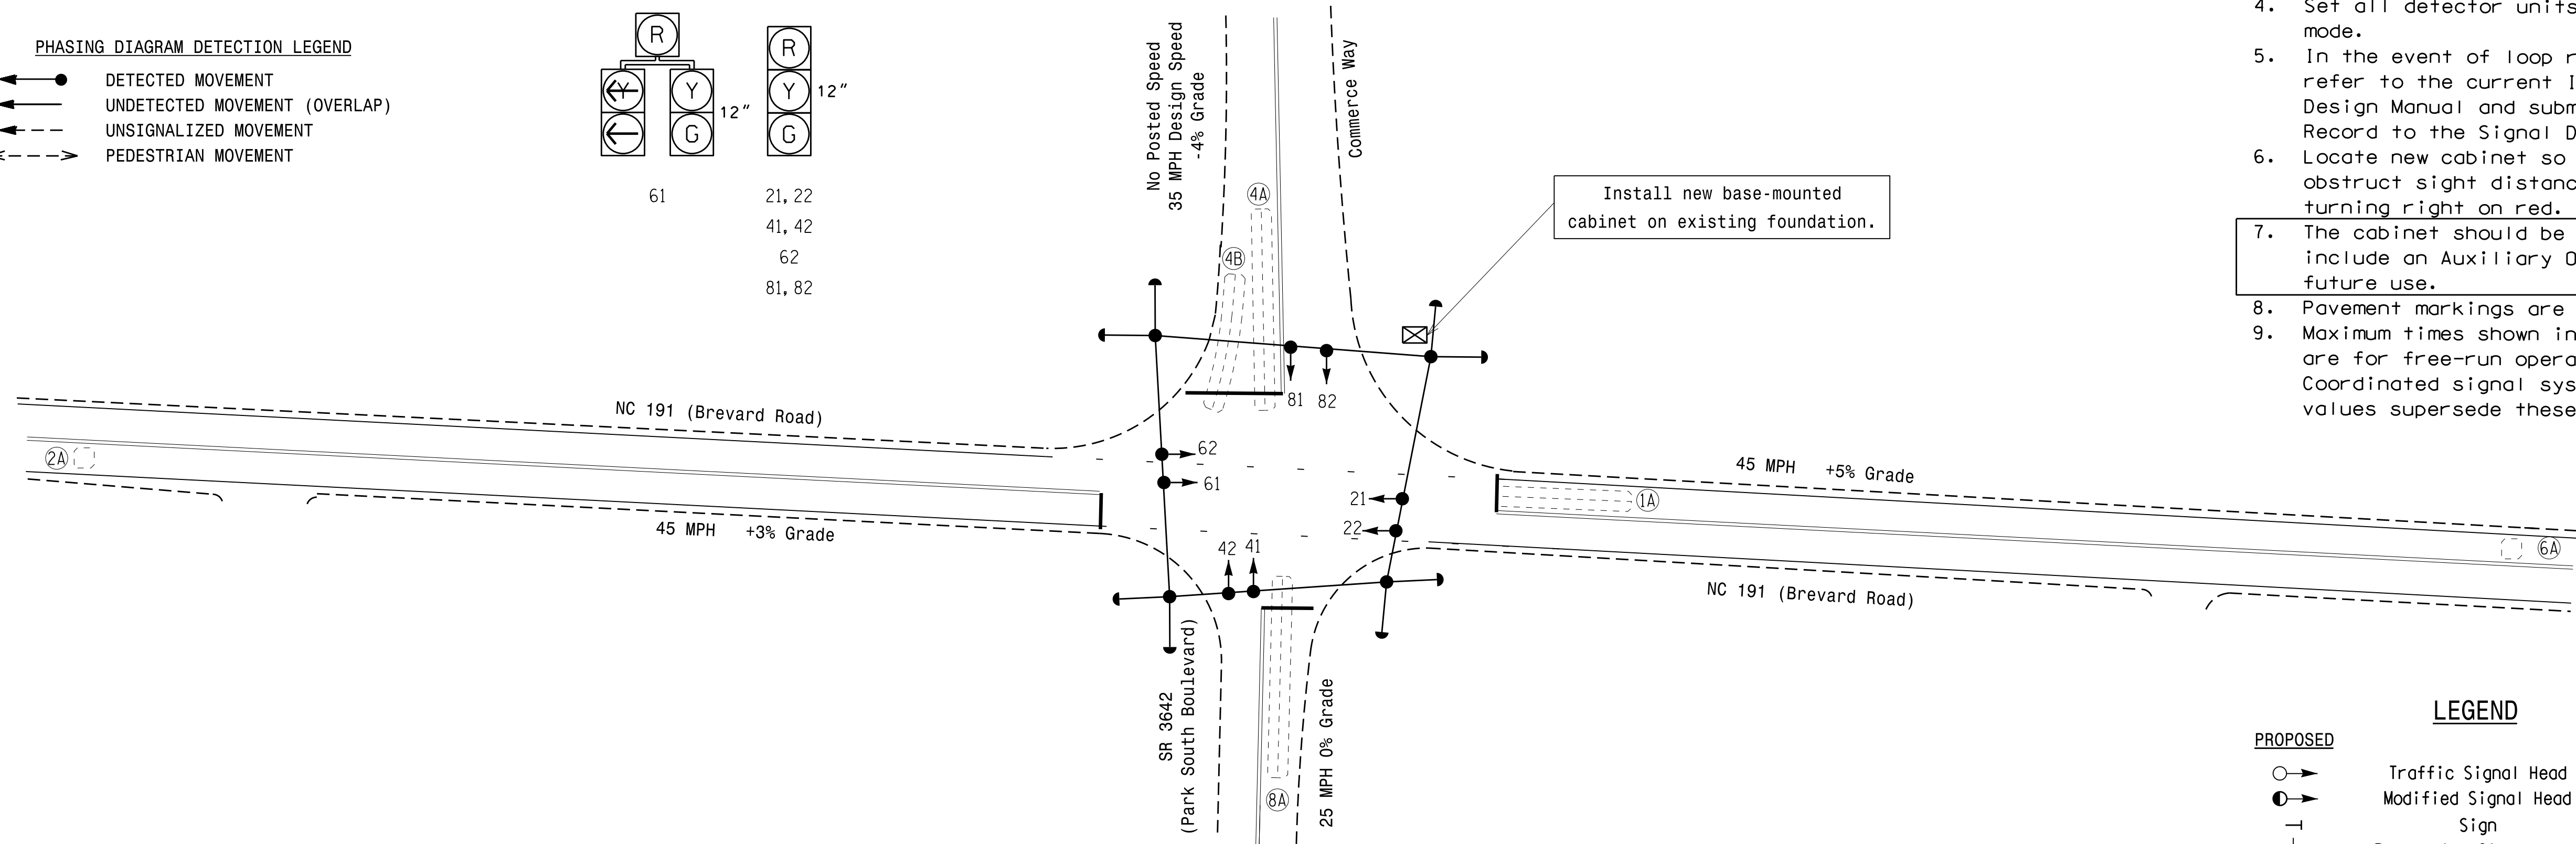 PHASING DIAGRAM DETECTION LEGEND
DETECTED MOVEMENT
UNDETECTED MOVEMENT (OVERLAP)
UNSIGNALIZED MOVEMENT
PEDESTRIAN MOVEMENT
R
Y Y
G
12"
61
R
Y
G
12"
21, 22
41, 42
62
81, 82
No Posted Speed
35 MPH Design Speed
-4% Grade
Commerce Way
4A
4B
Install new base-mounted
cabinet on existing foundation.
81 82
NC 191 (Brevard Road)
2A
45 MPH +3% Grade
62
61
21
22
42 41
45 MPH +5% Grade
1A
6A
NC 191 (Brevard Road)
SR 3642
(Park South Boulevard)
8A
25 MPH 0% Grade
4. Set all detector units
mode.
5. In the event of loop r
refer to the current I
Design Manual and subm
Record to the Signal D
6. Locate new cabinet so
obstruct sight distanc
turning right on red.
7. The cabinet should be
include an Auxiliary O
future use.
8. Pavement markings are
9. Maximum times shown in
are for free-run opera
Coordinated signal sys
values supersede these
LEGEND
PROPOSED
Traffic Signal Head
Modified Signal Head
Sign